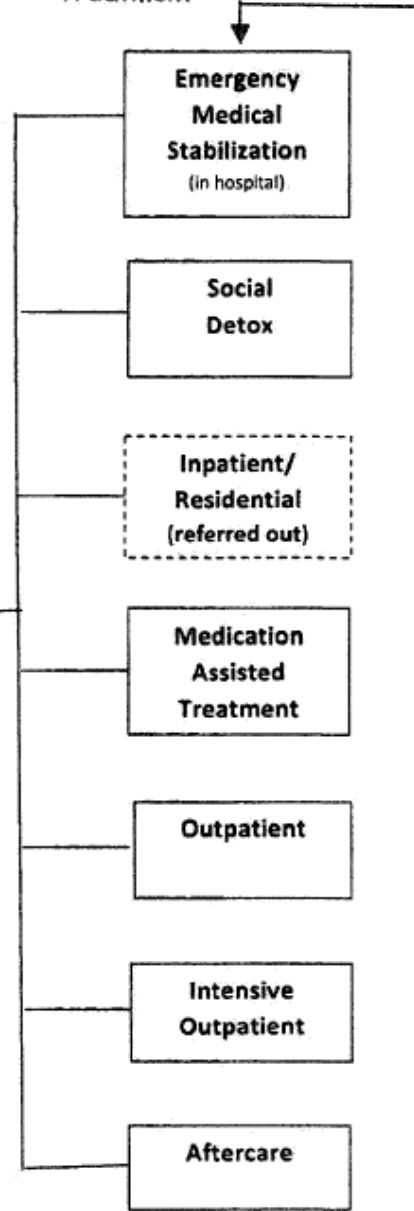 Emergency
Medical
Stabilization
(in hospital)
Social
Detox
Inpatient/
Residential
(referred out)
Medication
Assisted
Treatment
Outpatient
Intensive
Outpatient
Aftercare